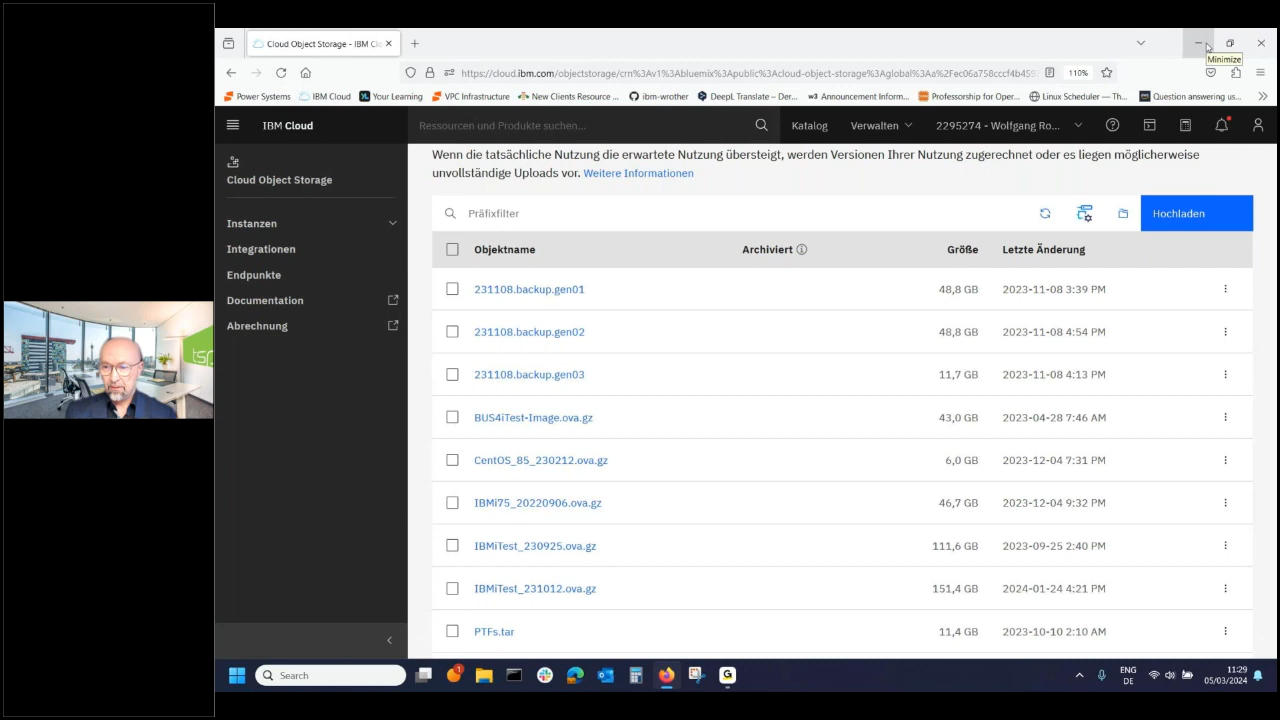 Cloud Object Storage - IBM Clo
Minimize
https://cloud.ibm.com/objectstorage/crn%3Av1%3Abluemix%3Apublic%3Acloud-object-storage%3Aglobal%3Aa%2Fec06a758cccf4b459
110%
Power Systems
IBM Cloud
Your Learning
VPC Infrastructure
New Clients Resource ...
ibm-wrother
DeepL Translate – Der...
w3 Announcement Inform...
Professorship for Oper...
Linux Scheduler — Th...
Question answering us...
IBM Cloud
Ressourcen und Produkte suchen...
Katalog
Verwalten
2295274 - Wolfgang Ro...
Cloud Object Storage
Instanzen
Integrationen
Endpunkte
Documentation
Abrechnung
Wenn die tatsächliche Nutzung die erwartete Nutzung übersteigt, werden Versionen Ihrer Nutzung zugerechnet oder es liegen möglicherweise
unvollständige Uploads vor. Weitere Informationen
Präfixfilter
Hochladen
Objektname Archiviert Größe Letzte Änderung
231108.backup.gen01 48,8 GB 2023-11-08 3:39 PM
231108.backup.gen02 48,8 GB 2023-11-08 4:54 PM
231108.backup.gen03 11,7 GB 2023-11-08 4:13 PM
BUS4iTest-Image.ova.gz 43,0 GB 2023-04-28 7:46 AM
CentOS_85_230212.ova.gz 6,0 GB 2023-12-04 7:31 PM
IBMi75_20220906.ova.gz 46,7 GB 2023-12-04 9:32 PM
IBMiTest_230925.ova.gz 111,6 GB 2023-09-25 2:40 PM
IBMiTest_231012.ova.gz 151,4 GB 2024-01-24 4:21 PM
PTFs.tar 11,4 GB 2023-10-10 2:10 AM
Search
ENG
DE
11:29
05/03/2024